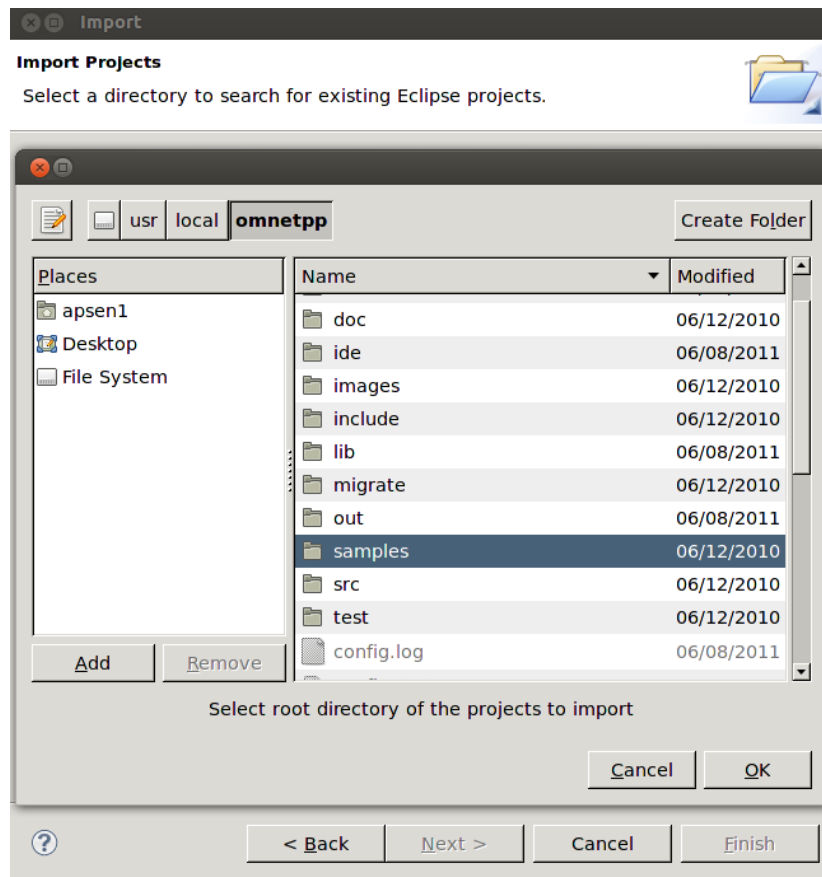 Import
Import Projects
Select a directory to search for existing Eclipse projects.
usr local omnetpp Create Folder
Places Name Modified
apsen1
Desktop
File System
doc 06/12/2010
ide 06/08/2011
images 06/12/2010
include 06/12/2010
lib 06/08/2011
migrate 06/12/2010
out 06/08/2011
samples 06/12/2010
src 06/12/2010
test 06/12/2010
config.log 06/08/2011
Add Remove
Select root directory of the projects to import
Cancel OK
< Back Next > Cancel Finish